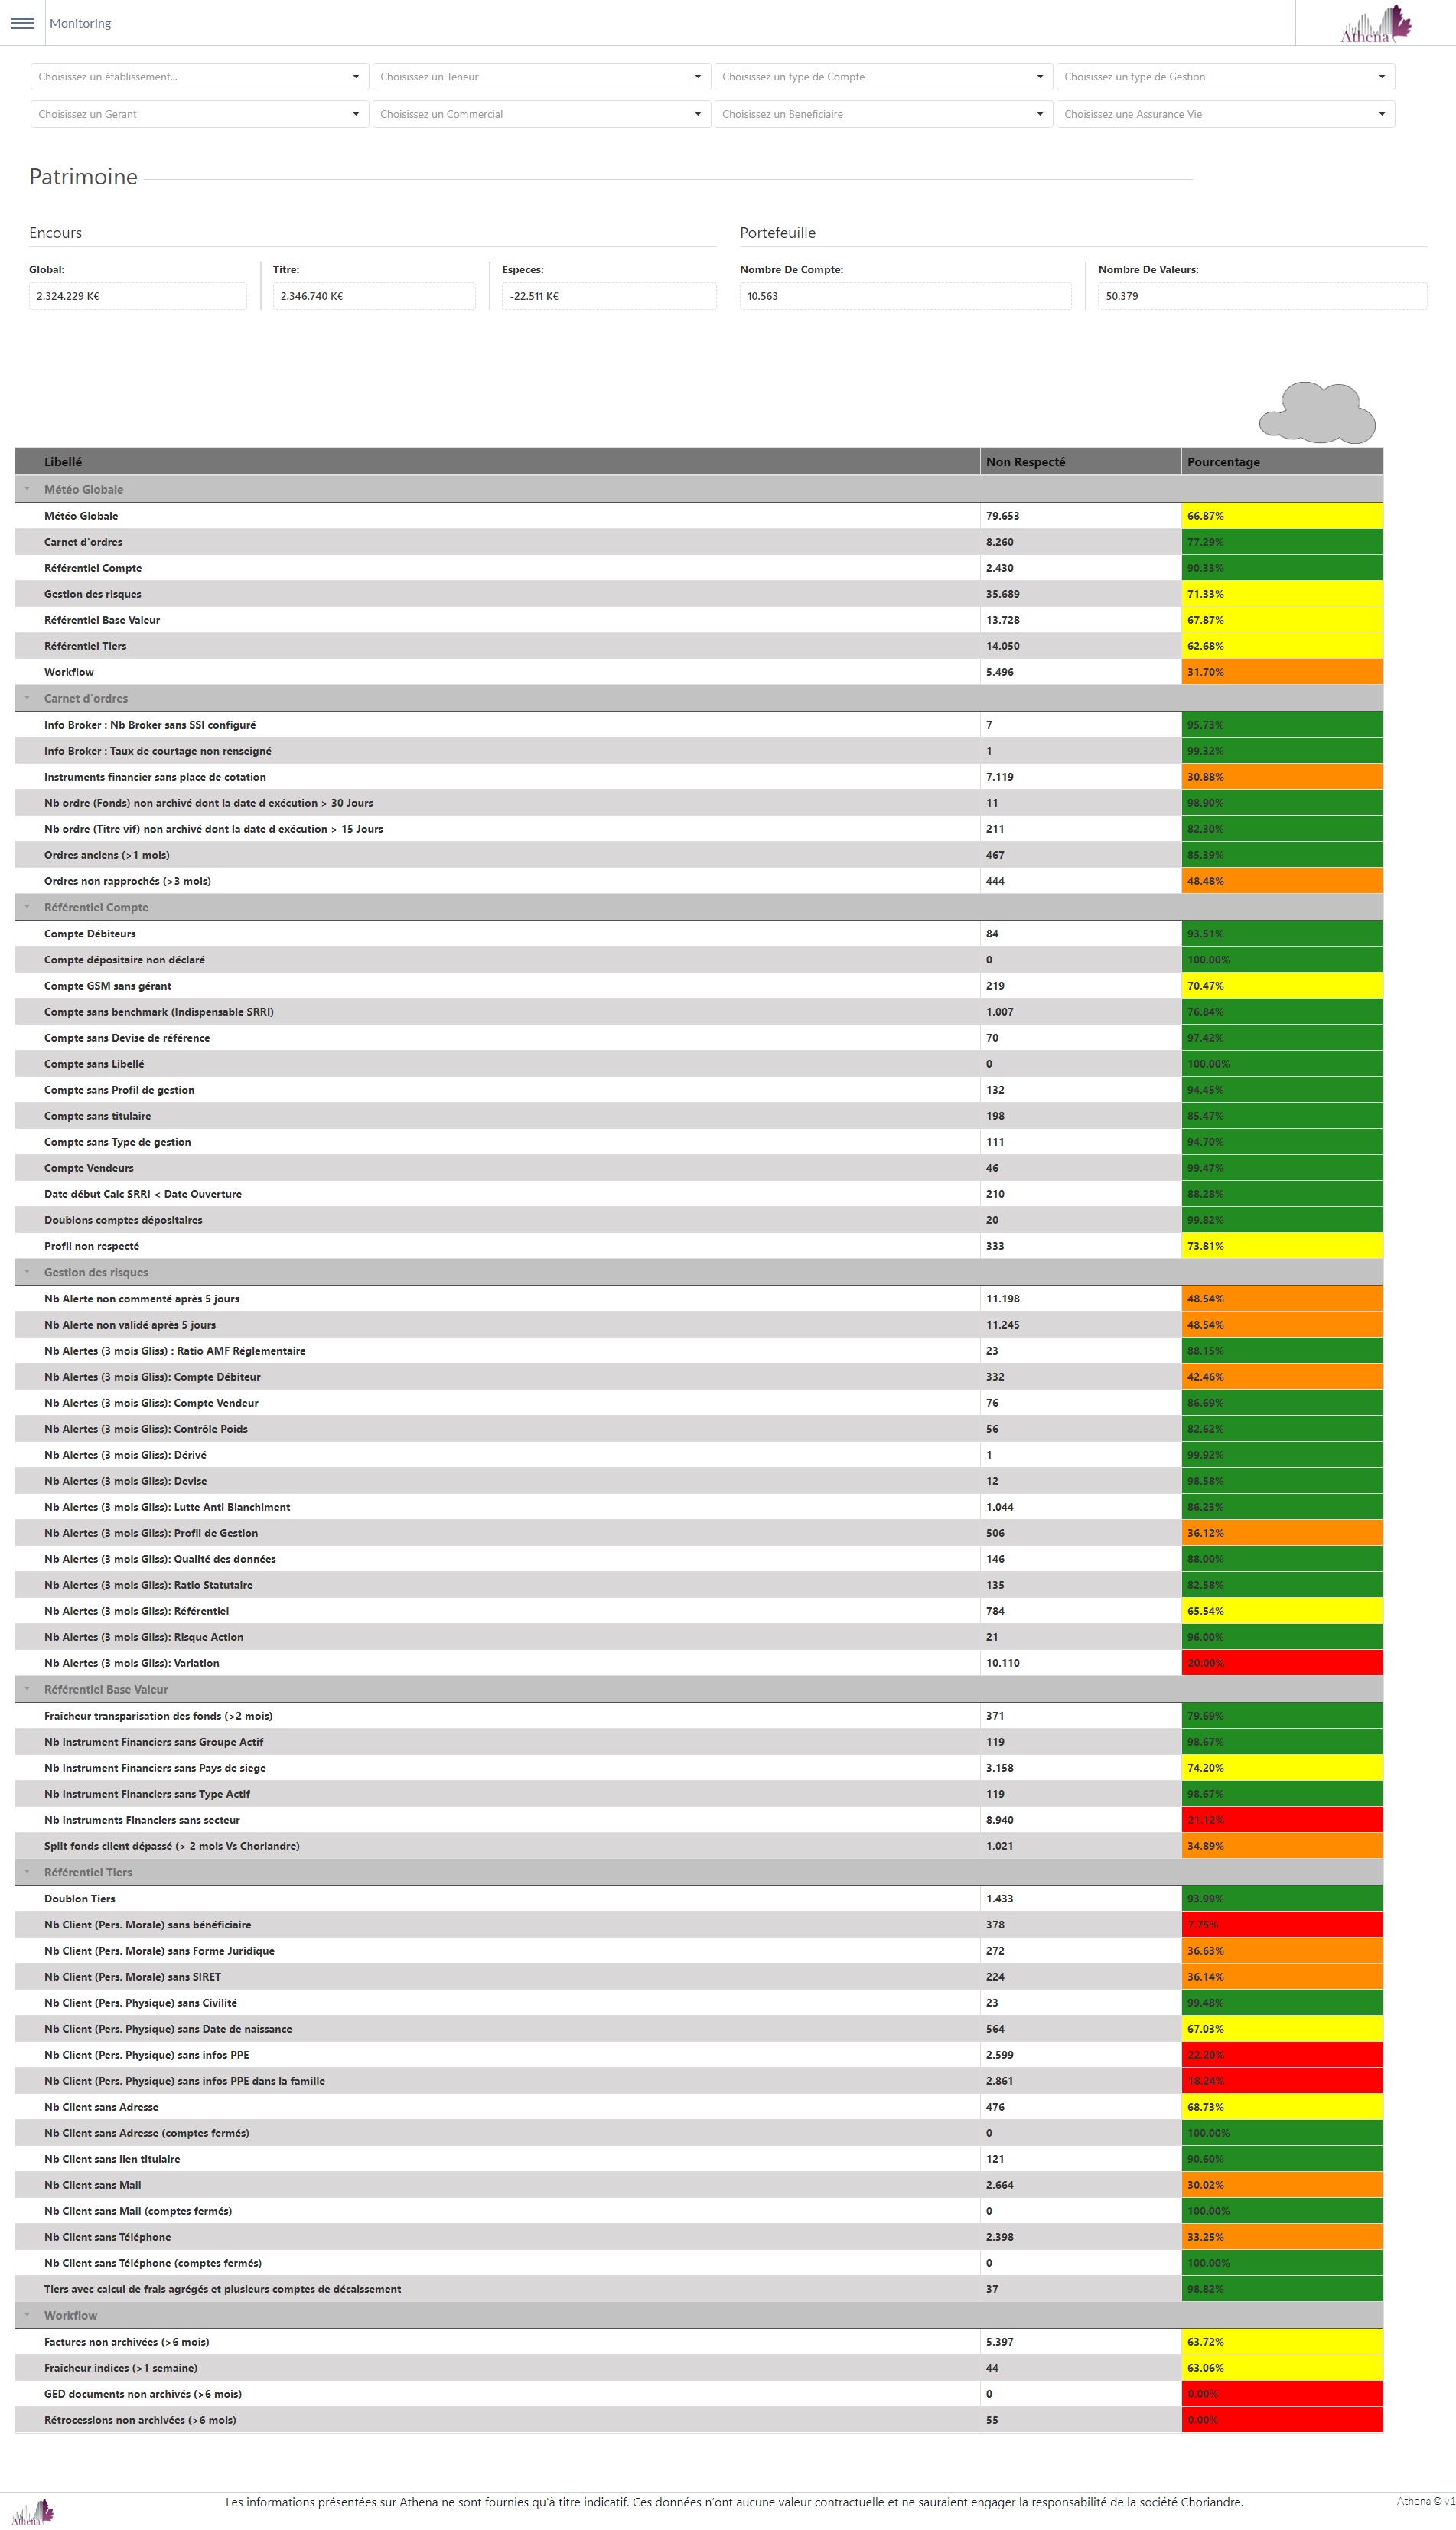 Monitoring
Athena
Choisissez un établissement... Choisissez un Teneur Choisissez un type de Compte Choisissez un type de Gestion
Choisissez un Gerant Choisissez un Commercial Choisissez un Beneficiaire Choisissez une Assurance Vie
Patrimoine
Encours Portefeuille
Global: Titre: Especes: Nombre De Compte: Nombre De Valeurs:
2.324.229 K€ 2.346.740 K€ -22.511 K€ 10.563 50.379
Libellé Non Respecté Pourcentage
Météo Globale
Météo Globale 79.653 66.87%
Carnet d'ordres 8.260 77.29%
Référentiel Compte 2.430 90.33%
Gestion des risques 35.689 71.33%
Référentiel Base Valeur 13.728 67.87%
Référentiel Tiers 14.050 62.68%
Workflow 5.496 31.70%
Carnet d'ordres
Info Broker : Nb Broker sans SSI configuré 7 95.73%
Info Broker : Taux de courtage non renseigné 1 99.32%
Instruments financier sans place de cotation 7.119 30.88%
Nb ordre (Fonds) non archivé dont la date d exécution > 30 Jours 11 98.90%
Nb ordre (Titre vif) non archivé dont la date d exécution > 15 Jours 211 82.30%
Ordres anciens (>1 mois) 467 85.39%
Ordres non rapprochés (>3 mois) 444 48.48%
Référentiel Compte
Compte Débiteurs 84 93.51%
Compte dépositaire non déclaré 0 100.00%
Compte GSM sans gérant 219 70.47%
Compte sans benchmark (Indispensable SRRI) 1.007 76.84%
Compte sans Devise de référence 70 97.42%
Compte sans Libellé 0 100.00%
Compte sans Profil de gestion 132 94.45%
Compte sans titulaire 198 85.47%
Compte sans Type de gestion 111 94.70%
Compte Vendeurs 46 99.47%
Date début Calc SRRI < Date Ouverture 210 88.28%
Doublons comptes dépositaires 20 99.82%
Profil non respecté 333 73.81%
Gestion des risques
Nb Alerte non commenté après 5 jours 11.198 48.54%
Nb Alerte non validé après 5 jours 11.245 48.54%
Nb Alertes (3 mois Gliss) : Ratio AMF Réglementaire 23 88.15%
Nb Alertes (3 mois Gliss): Compte Débiteur 332 42.46%
Nb Alertes (3 mois Gliss): Compte Vendeur 76 86.69%
Nb Alertes (3 mois Gliss): Contrôle Poids 56 82.62%
Nb Alertes (3 mois Gliss): Dérivé 1 99.92%
Nb Alertes (3 mois Gliss): Devise 12 98.58%
Nb Alertes (3 mois Gliss): Lutte Anti Blanchiment 1.044 86.23%
Nb Alertes (3 mois Gliss): Profil de Gestion 506 36.12%
Nb Alertes (3 mois Gliss): Qualité des données 146 88.00%
Nb Alertes (3 mois Gliss): Ratio Statutaire 135 82.58%
Nb Alertes (3 mois Gliss): Référentiel 784 65.54%
Nb Alertes (3 mois Gliss): Risque Action 21 96.00%
Nb Alertes (3 mois Gliss): Variation 10.110 20.00%
Référentiel Base Valeur
Fraîcheur transparisation des fonds (>2 mois) 371 79.69%
Nb Instrument Financiers sans Groupe Actif 119 98.67%
Nb Instrument Financiers sans Pays de siege 3.158 74.20%
Nb Instrument Financiers sans Type Actif 119 98.67%
Nb Instruments Financiers sans secteur 8.940 21.12%
Split fonds client dépassé (> 2 mois Vs Choriandre) 1.021 34.89%
Référentiel Tiers
Doublon Tiers 1.433 93.99%
Nb Client (Pers. Morale) sans bénéficiaire 378 7.75%
Nb Client (Pers. Morale) sans Forme Juridique 272 36.63%
Nb Client (Pers. Morale) sans SIRET 224 36.14%
Nb Client (Pers. Physique) sans Civilité 23 99.48%
Nb Client (Pers. Physique) sans Date de naissance 564 67.03%
Nb Client (Pers. Physique) sans infos PPE 2.599 22.20%
Nb Client (Pers. Physique) sans infos PPE dans la famille 2.861 18.24%
Nb Client sans Adresse 476 68.73%
Nb Client sans Adresse (comptes fermés) 0 100.00%
Nb Client sans lien titulaire 121 90.60%
Nb Client sans Mail 2.664 30.02%
Nb Client sans Mail (comptes fermés) 0 100.00%
Nb Client sans Téléphone 2.398 33.25%
Nb Client sans Téléphone (comptes fermés) 0 100.00%
Tiers avec calcul de frais agrégés et plusieurs comptes de décaissement 37 98.82%
Workflow
Factures non archivées (>6 mois) 5.397 63.72%
Fraîcheur indices (>1 semaine) 44 63.06%
GED documents non archivés (>6 mois) 0 0.00%
Rétrocessions non archivées (>6 mois) 55 0.00%
Athena Les informations présentées sur Athena ne sont fournies qu'à titre indicatif. Ces données n'ont aucune valeur contractuelle et ne sauraient engager la responsabilité de la société Choriandre. Athena © v1